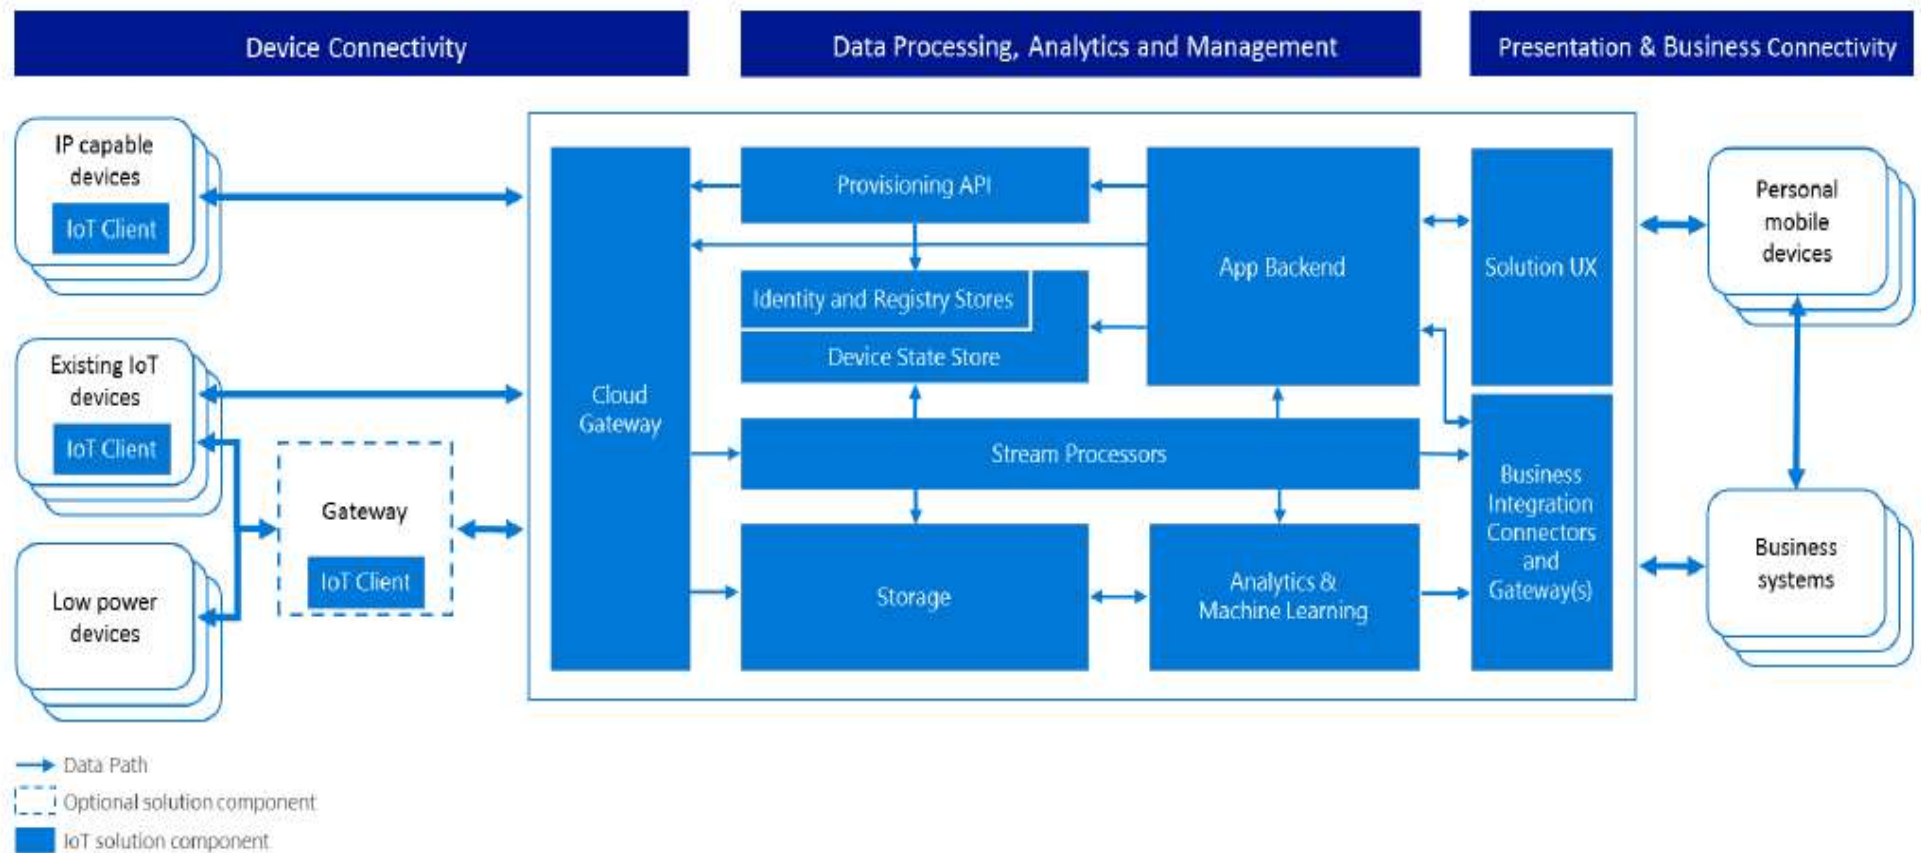 Device Connectivity
Data Processing, Analytics and Management
Presentation & Business Connectivity
IP capable
devices
IoT Client
Existing IoT
devices
IoT Client
Low power
devices
Gateway
IoT Client
Cloud
Gateway
Provisioning API
Identity and Registry Stores
Device State Store
App Backend
Stream Processors
Storage
Analytics &
Machine Learning
Solution UX
Business
Integration
Connectors
and
Gateway(s)
Personal
mobile
devices
Business
systems
Data Path
Optional solution component
IoT solution component